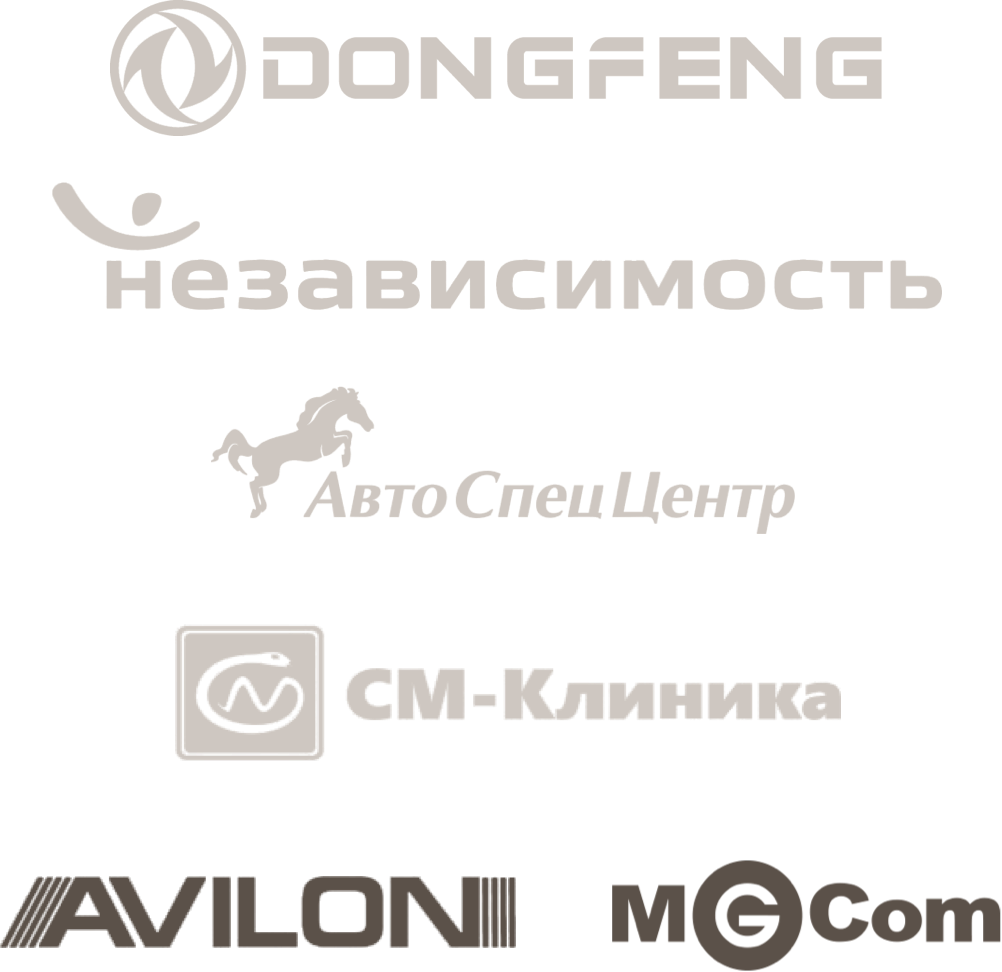 DONGFENG
независимость
АвтоСпецЦентр
СМ-Клиника
AVILON
MGCom